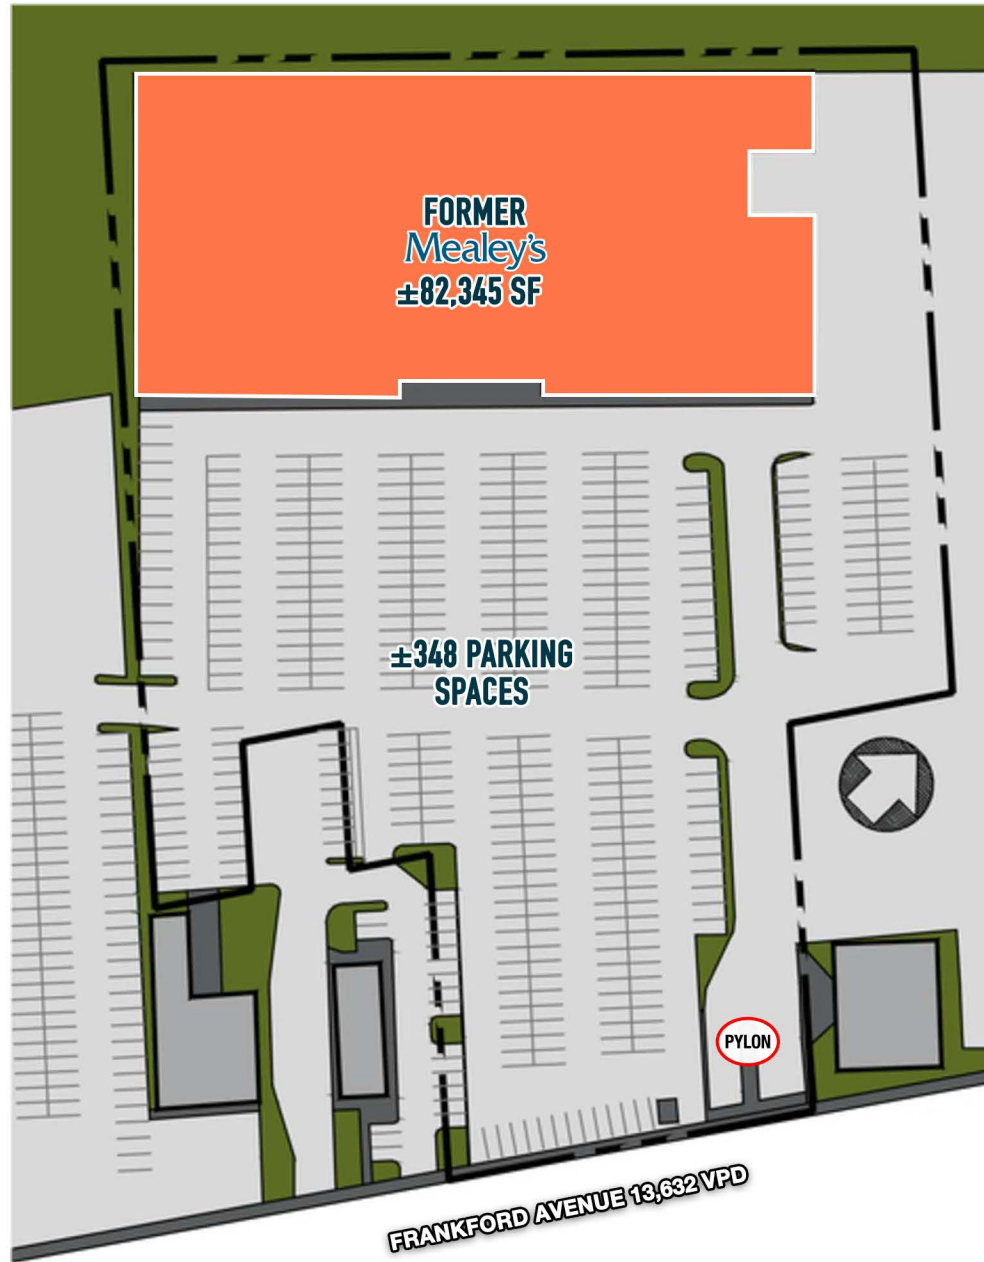 FORMER
Mealey's
±82,345 SF
±348 PARKING
SPACES
PYLON
FRANKFORD AVENUE 13,632 VPD